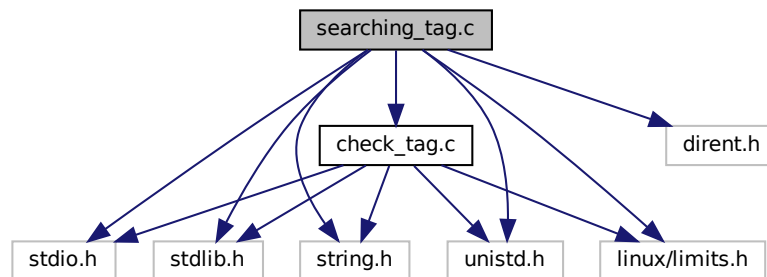 searching_tag.c
check_tag.c
dirent.h
stdio.h
stdlib.h
string.h
unistd.h
linux/limits.h